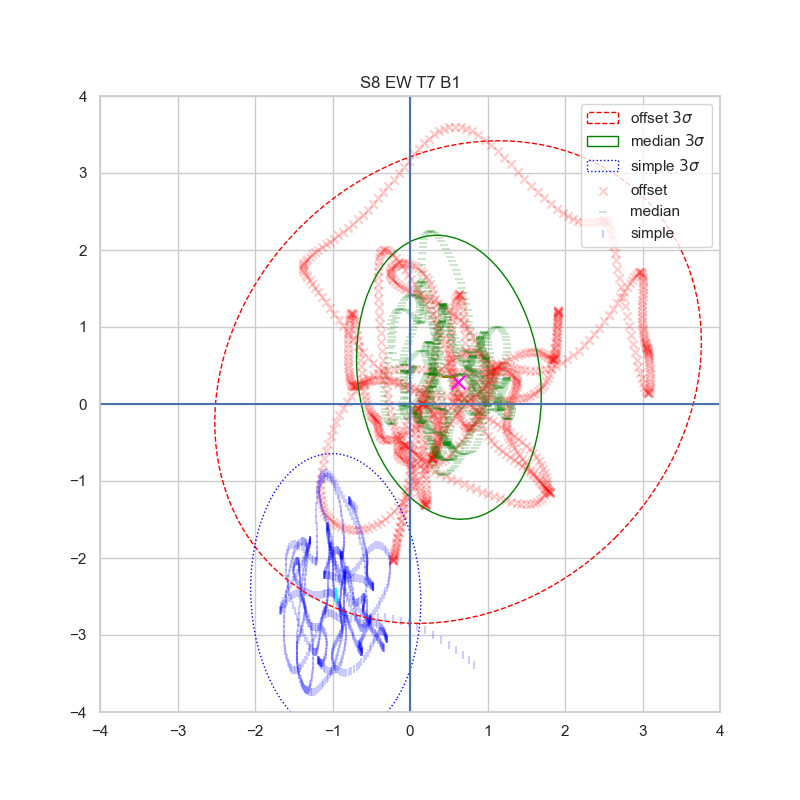 S8 EW T7 B1
offset 3σ
median 3σ
simple 3σ
offset
median
simple
4
3
2
1
0
−1
−2
−3
−4
−4 −3 −2 −1 0 1 2 3 4